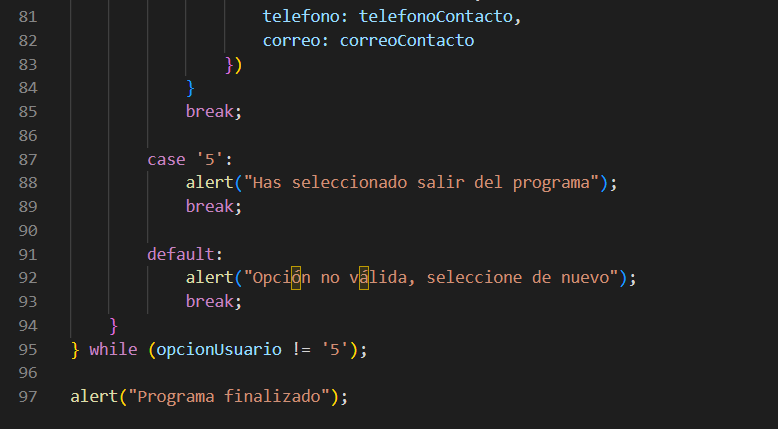 81 telefono: telefonoContacto,
82 correo: correoContacto
83 })
84 }
85 break;
86
87 case '5':
88 alert("Has seleccionado salir del programa");
89 break;
90
91 default:
92 alert("Opción no válida, seleccione de nuevo");
93 break;
94 }
95 } while (opcionUsuario != '5');
96
97 alert("Programa finalizado");